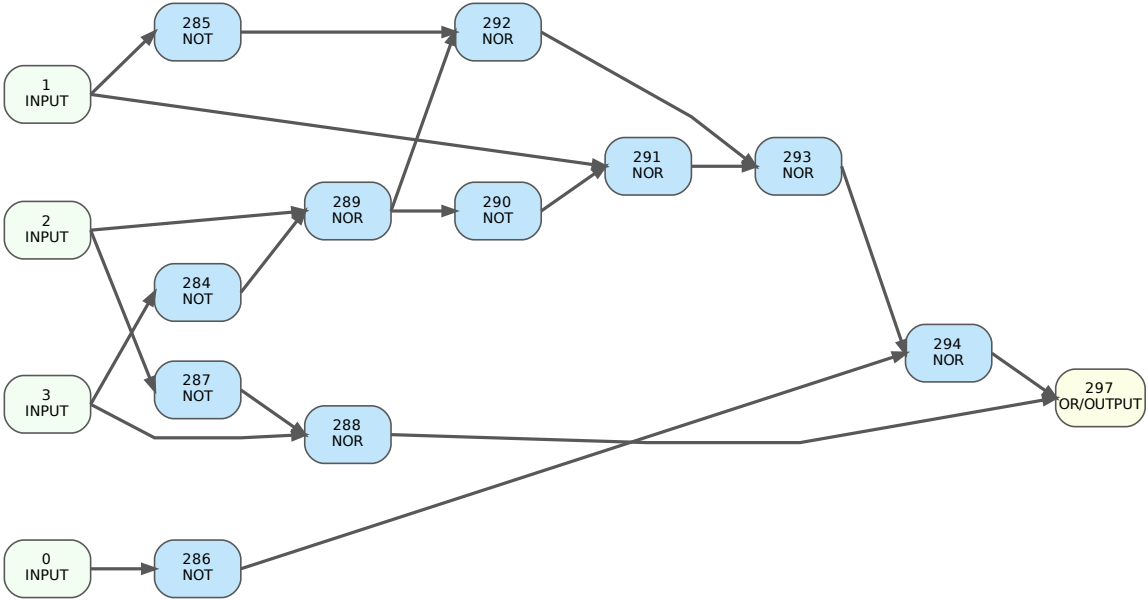 285
NOT
292
NOR
1
INPUT
291
NOR
293
NOR
289
NOR
290
NOT
2
INPUT
284
NOT
294
NOR
287
NOT
3
INPUT
297
OR/OUTPUT
288
NOR
0
INPUT
286
NOT